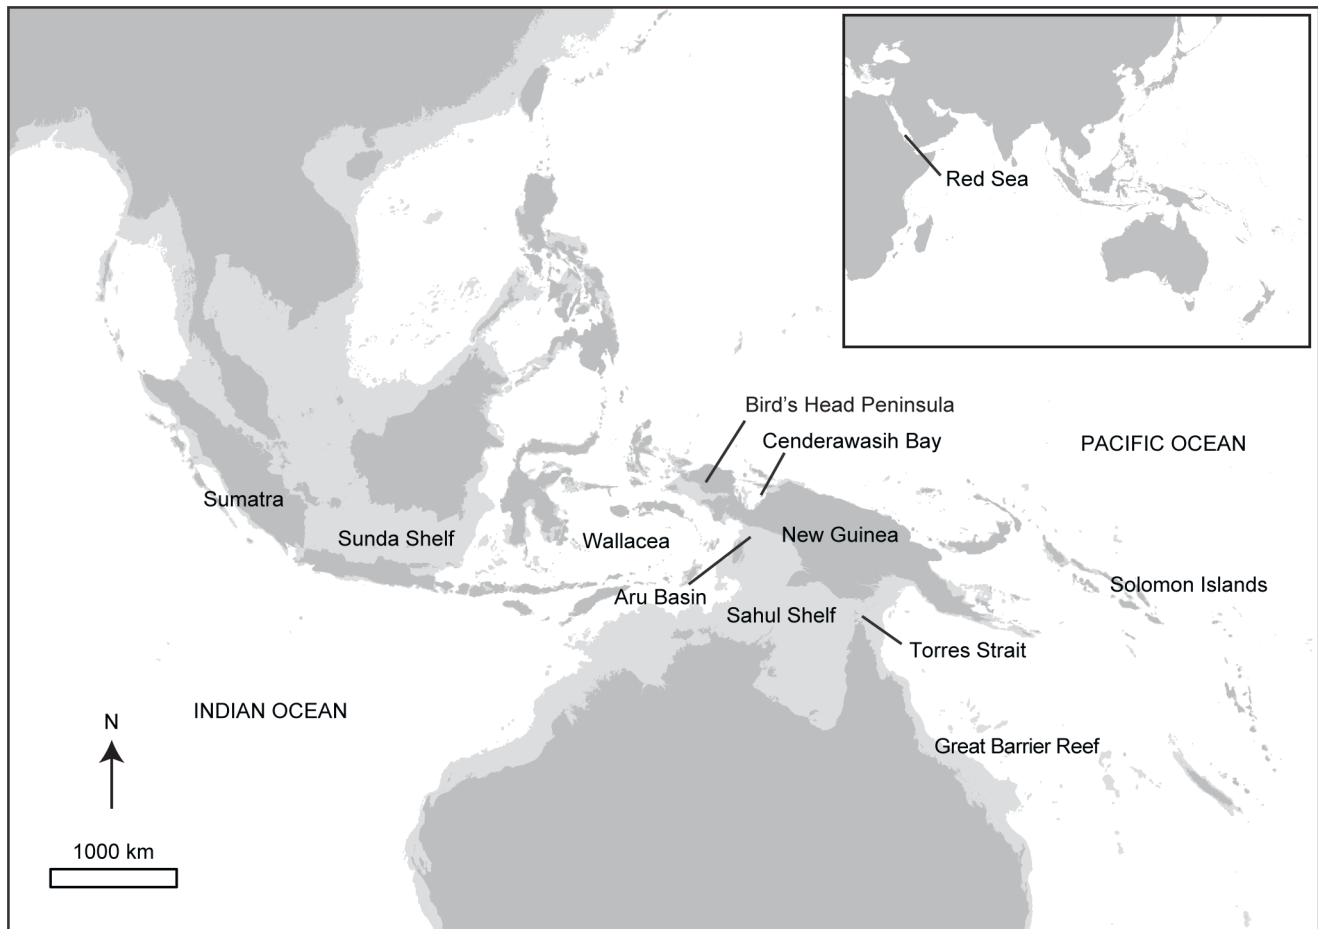 Red Sea
Bird’s Head Peninsula
Cenderawasih Bay
PACIFIC OCEAN
Sumatra
Sunda Shelf
Wallacea
New Guinea
Aru Basin
Solomon Islands
Sahul Shelf
Torres Strait
INDIAN OCEAN
N
Great Barrier Reef
1000 km